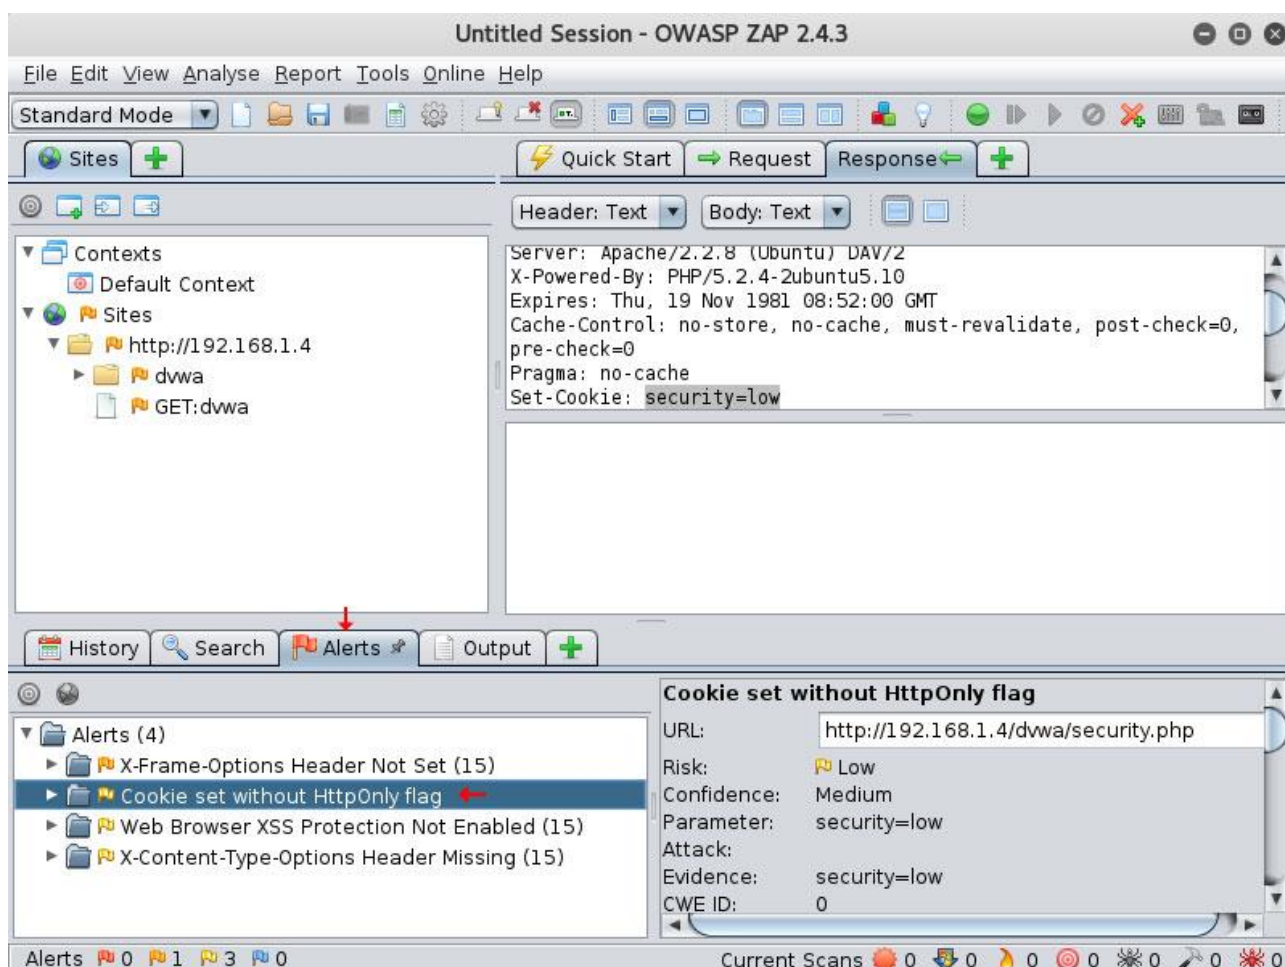 Untitled Session - OWASP ZAP 2.4.3
File Edit View Analyse Report Tools Online Help
Standard Mode
Sites
Quick Start
Request
Response
Header: Text
Body: Text
Contexts
Default Context
Sites
http://192.168.1.4
dvwa
GET:dvwa
Server: Apache/2.2.8 (Ubuntu) DAV/2
X-Powered-By: PHP/5.2.4-2ubuntu5.10
Expires: Thu, 19 Nov 1981 08:52:00 GMT
Cache-Control: no-store, no-cache, must-revalidate, post-check=0,
pre-check=0
Pragma: no-cache
Set-Cookie: security=low
History
Search
Alerts
Output
Alerts (4)
X-Frame-Options Header Not Set (15)
Cookie set without HttpOnly flag
Web Browser XSS Protection Not Enabled (15)
X-Content-Type-Options Header Missing (15)
Cookie set without HttpOnly flag
URL: http://192.168.1.4/dvwa/security.php
Risk: Low
Confidence: Medium
Parameter: security=low
Attack:
Evidence: security=low
CWE ID: 0
Alerts 0 1 3 0
Current Scans 0 0 0 0 0 0 0